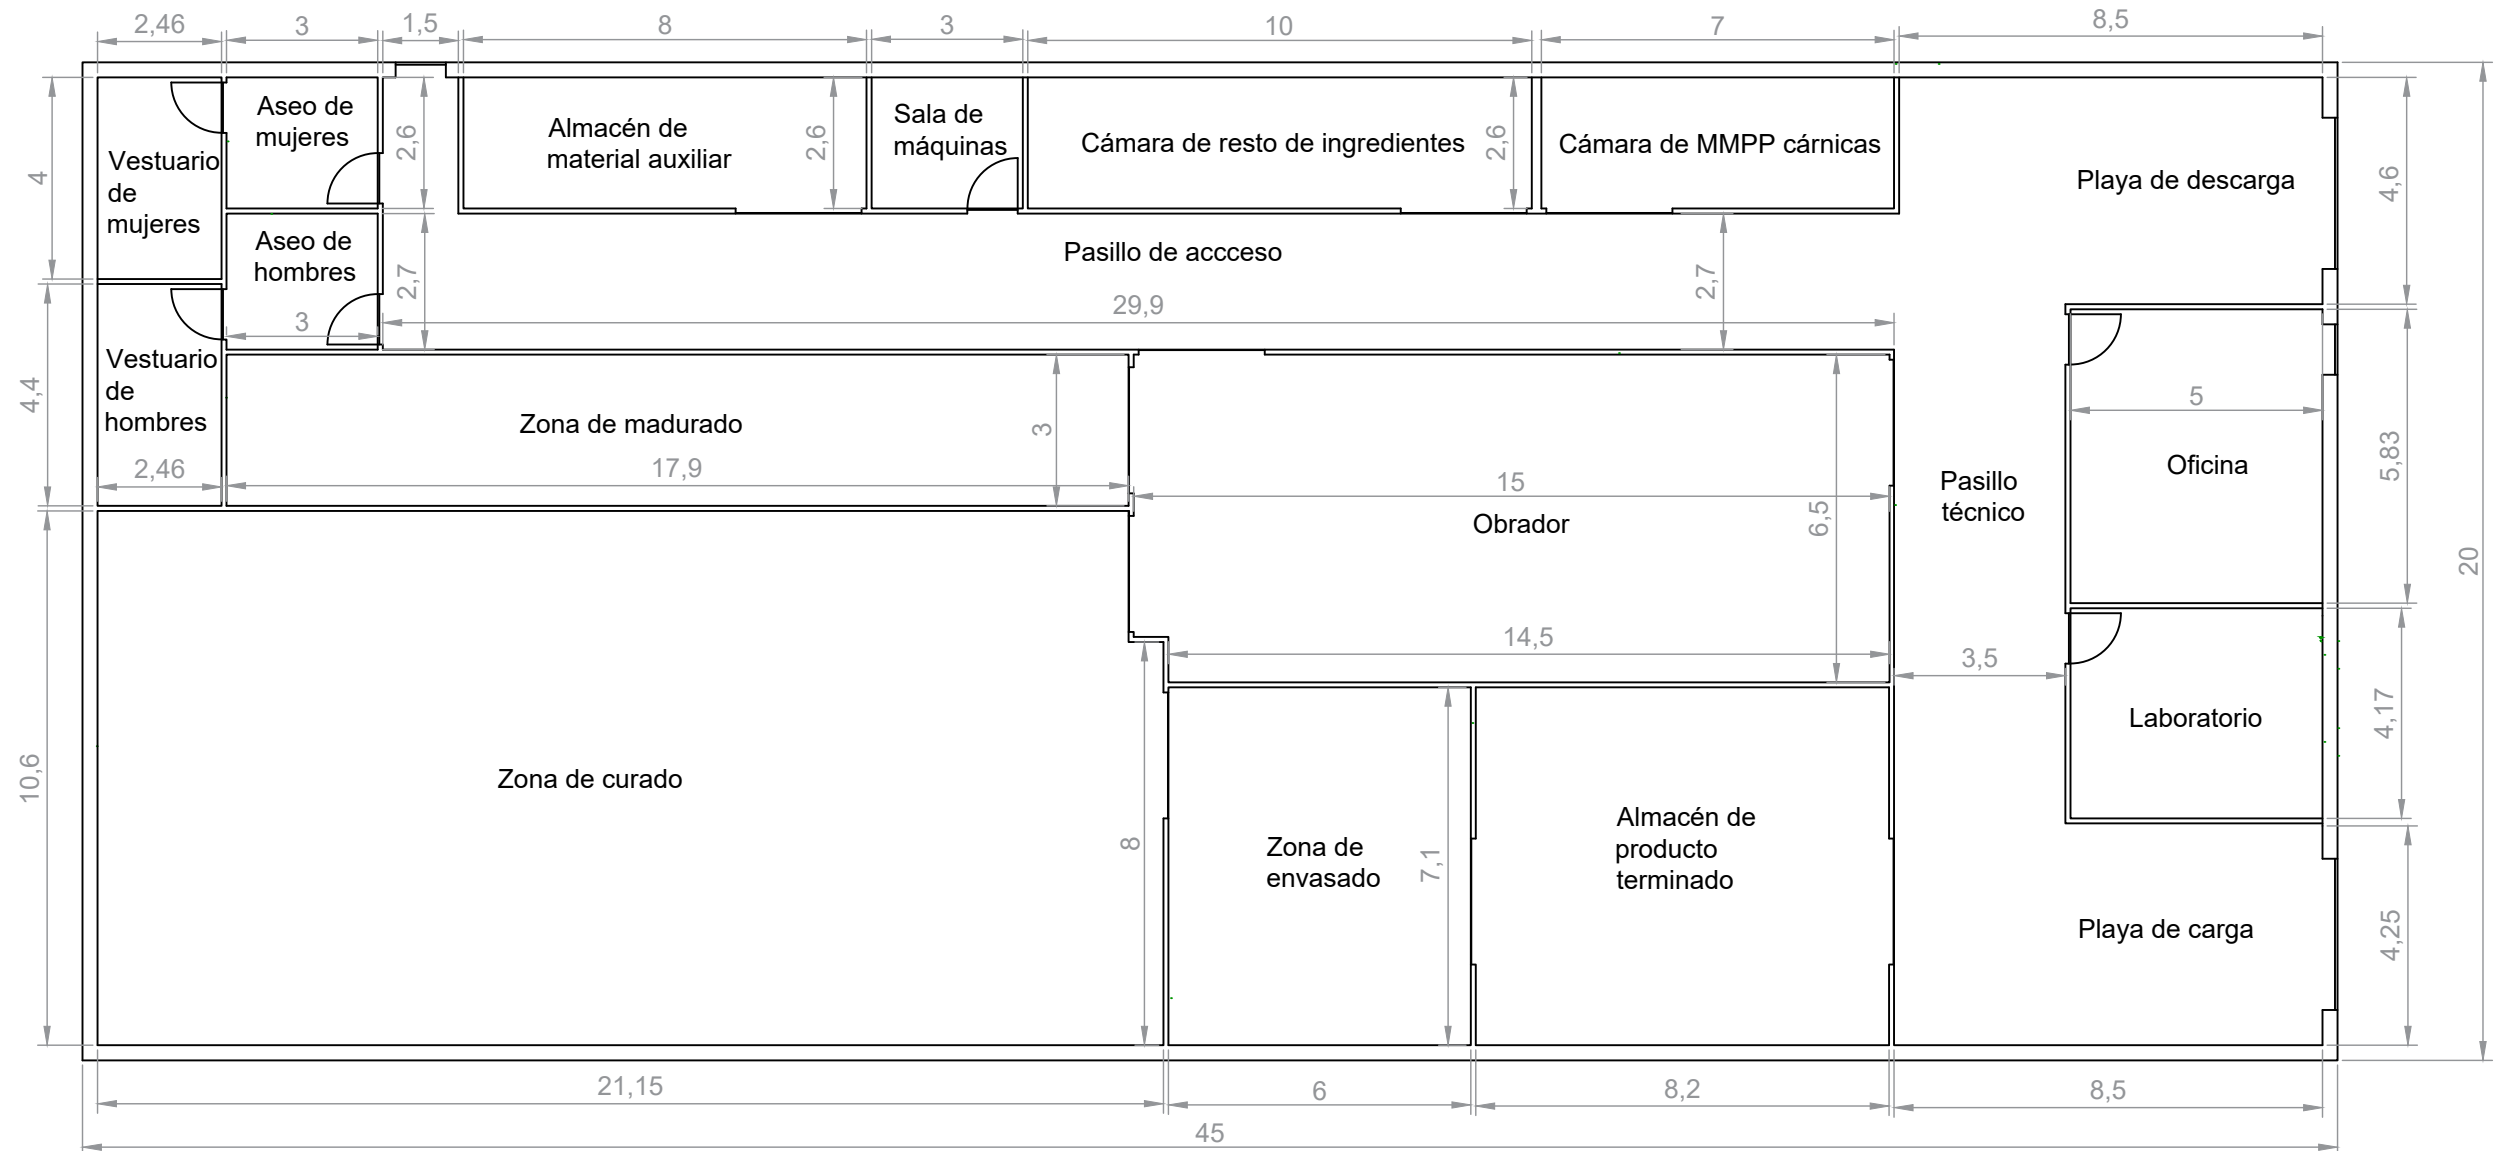 2,46
3
1,5
8
3
10
7
8,5
Aseo de
mujeres
Vestuario
de
mujeres
4
2,6
Almacén de
material auxiliar
2,6
Sala de
máquinas
Cámara de resto de ingredientes
2,6
Cámara de MMPP cárnicas
Playa de descarga
4,6
Aseo de
hombres
3
2,7
Pasillo de accceso
29,9
2,7
Vestuario
de
hombres
4,4
2,46
Zona de madurado
17,9
3
15
Obrador
6,5
14,5
Pasillo
técnico
3,5
5
Oficina
5,83
20
Laboratorio
4,17
10,6
Zona de curado
8
Zona de
envasado
7,1
Almacén de
producto
terminado
Playa de carga
4,25
21,15
6
8,2
8,5
45